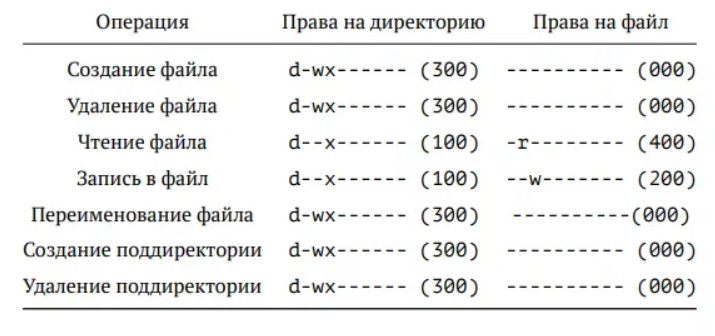 Операция Права на директорию Права на файл
Создание файла d-wx------ (300) ---------- (000)
Удаление файла d-wx------ (300) ---------- (000)
Чтение файла d--x------ (100) -r-------- (400)
Запись в файл d--x------ (100) --w------- (200)
Переименование файла d-wx------ (300) ----------(000)
Создание поддиректории d-wx------ (300) ---------- (000)
Удаление поддиректории d-wx------ (300) ---------- (000)